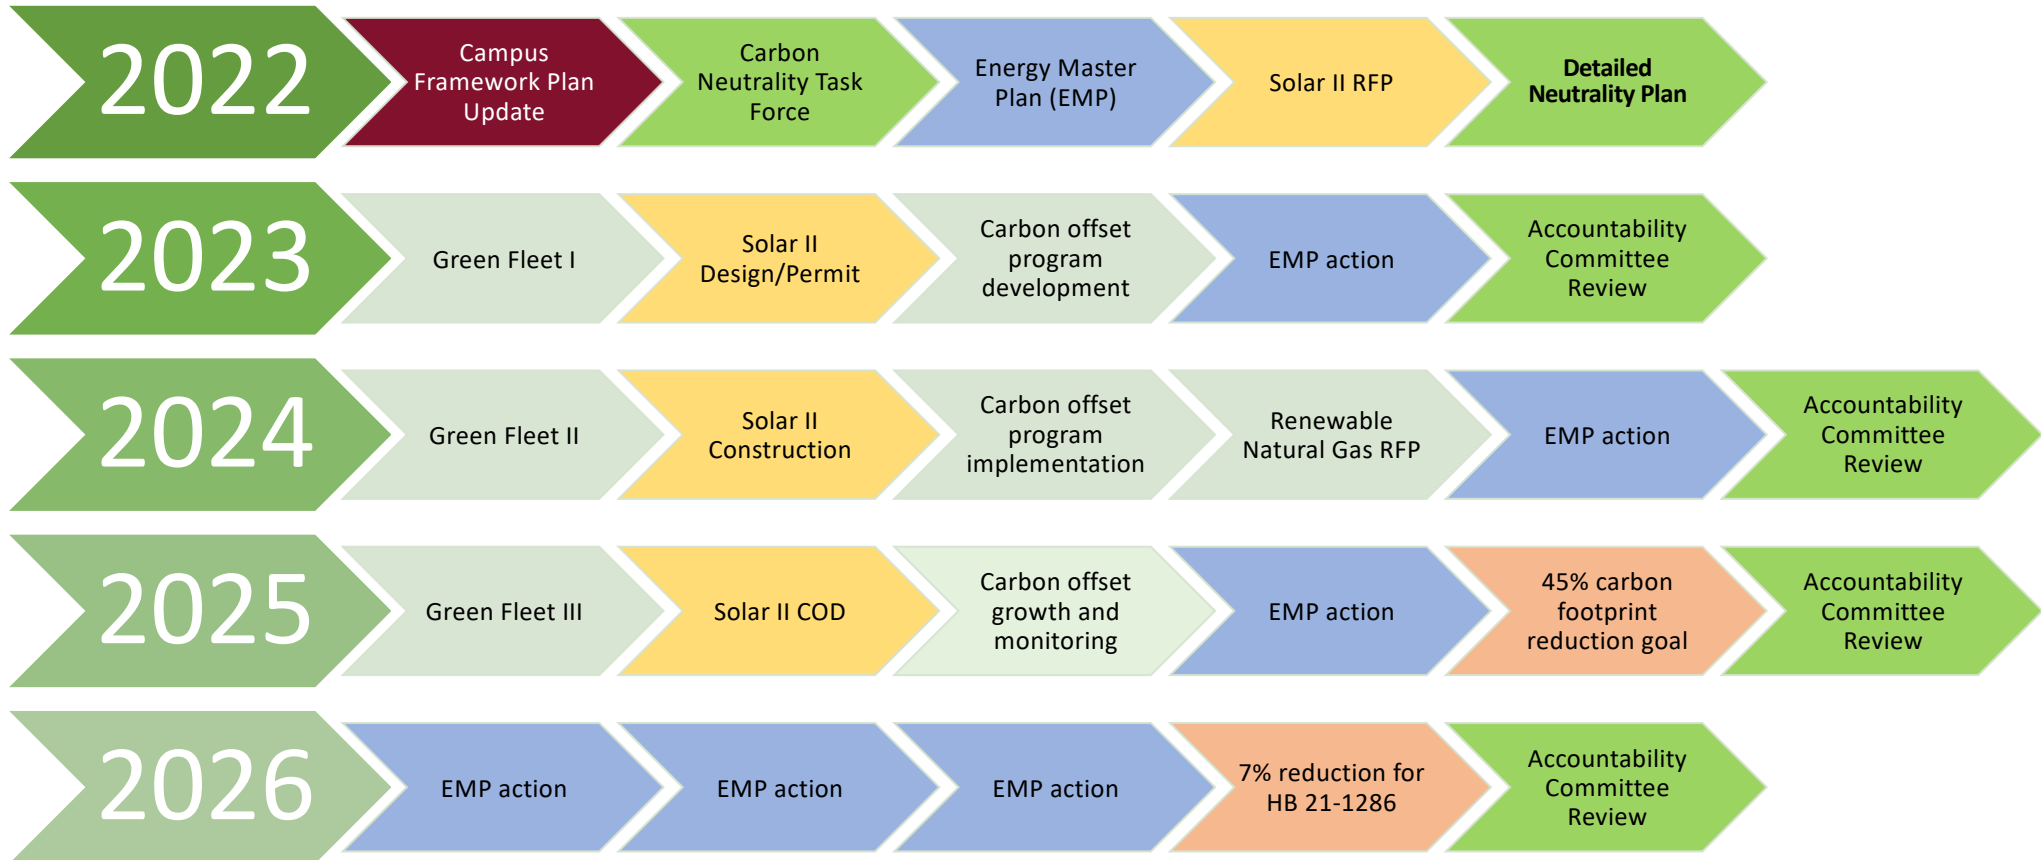 2022
Campus
Framework Plan
Update
Carbon
Neutrality Task
Force
Energy Master
Plan (EMP)
Solar II RFP
Detailed
Neutrality Plan
2023
Green Fleet I
Solar II
Design/Permit
Carbon offset
program
development
EMP action
Accountability
Committee
Review
2024
Green Fleet II
Solar II
Construction
Carbon offset
program
implementation
Renewable
Natural Gas RFP
EMP action
Accountability
Committee
Review
2025
Green Fleet III
Solar II COD
Carbon offset
growth and
monitoring
EMP action
45% carbon
footprint
reduction goal
Accountability
Committee
Review
2026
EMP action
EMP action
EMP action
7% reduction for
HB 21-1286
Accountability
Committee
Review